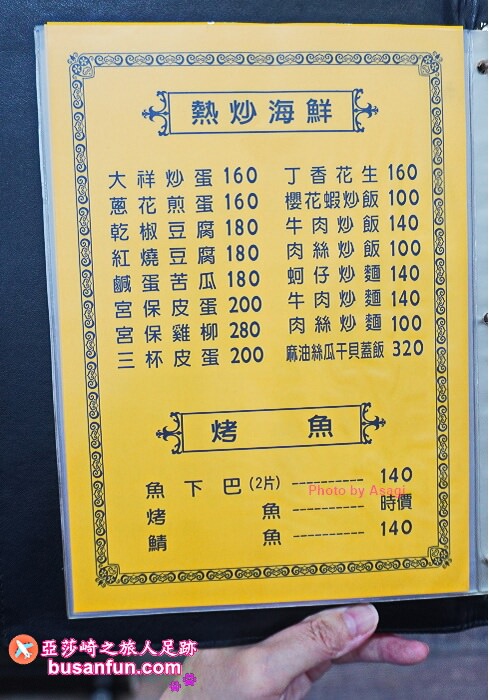 熱炒海鮮
大祥炒蛋 160
蔥花煎蛋 160
乾椒豆腐 180
紅燒豆腐 180
鹹蛋苦瓜 180
宮保皮蛋 200
宮保雞柳 280
三杯皮蛋 200
丁香花生 160
櫻花蝦炒飯 100
牛肉炒飯 140
肉絲炒飯 100
蚵仔炒麵 140
牛肉炒麵 140
肉絲炒麵 100
麻油絲瓜干貝蓋飯 320
烤魚
魚下巴(2片) ----------- 140
烤魚 ----------- 時價
鯖魚 ----------- 140
Photo by Asagi
亞莎崎之旅人足跡
busanfun.com